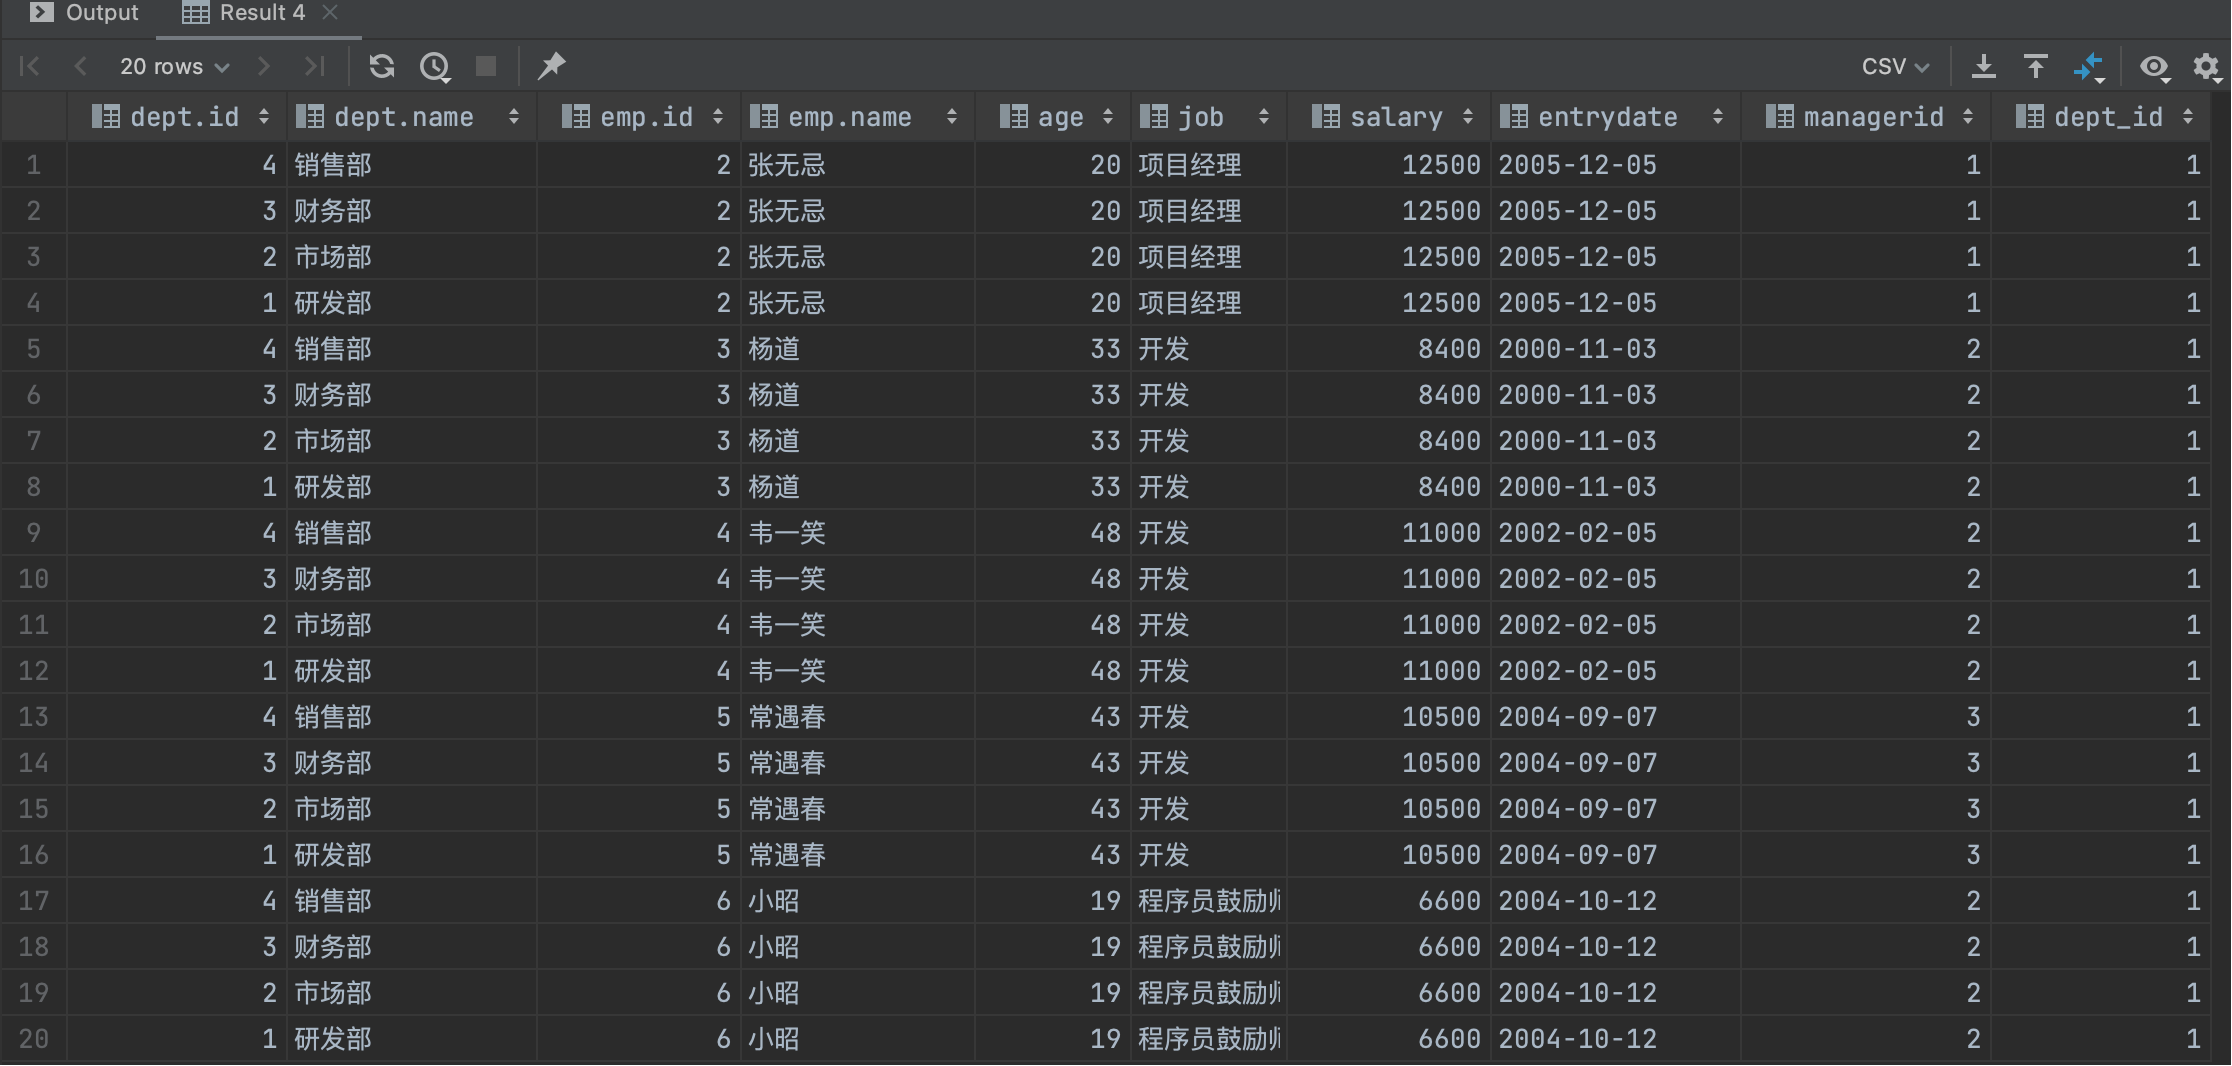 Output Result 4
20 rows CSV
dept.id dept.name emp.id emp.name age job salary entrydate managerid dept_id
1 4 销售部 2 张无忌 20 项目经理 12500 2005-12-05 1 1
2 3 财务部 2 张无忌 20 项目经理 12500 2005-12-05 1 1
3 2 市场部 2 张无忌 20 项目经理 12500 2005-12-05 1 1
4 1 研发部 2 张无忌 20 项目经理 12500 2005-12-05 1 1
5 4 销售部 3 杨道 33 开发 8400 2000-11-03 2 1
6 3 财务部 3 杨道 33 开发 8400 2000-11-03 2 1
7 2 市场部 3 杨道 33 开发 8400 2000-11-03 2 1
8 1 研发部 3 杨道 33 开发 8400 2000-11-03 2 1
9 4 销售部 4 韦一笑 48 开发 11000 2002-02-05 2 1
10 3 财务部 4 韦一笑 48 开发 11000 2002-02-05 2 1
11 2 市场部 4 韦一笑 48 开发 11000 2002-02-05 2 1
12 1 研发部 4 韦一笑 48 开发 11000 2002-02-05 2 1
13 4 销售部 5 常遇春 43 开发 10500 2004-09-07 3 1
14 3 财务部 5 常遇春 43 开发 10500 2004-09-07 3 1
15 2 市场部 5 常遇春 43 开发 10500 2004-09-07 3 1
16 1 研发部 5 常遇春 43 开发 10500 2004-09-07 3 1
17 4 销售部 6 小昭 19 程序员鼓励师 6600 2004-10-12 2 1
18 3 财务部 6 小昭 19 程序员鼓励师 6600 2004-10-12 2 1
19 2 市场部 6 小昭 19 程序员鼓励师 6600 2004-10-12 2 1
20 1 研发部 6 小昭 19 程序员鼓励师 6600 2004-10-12 2 1